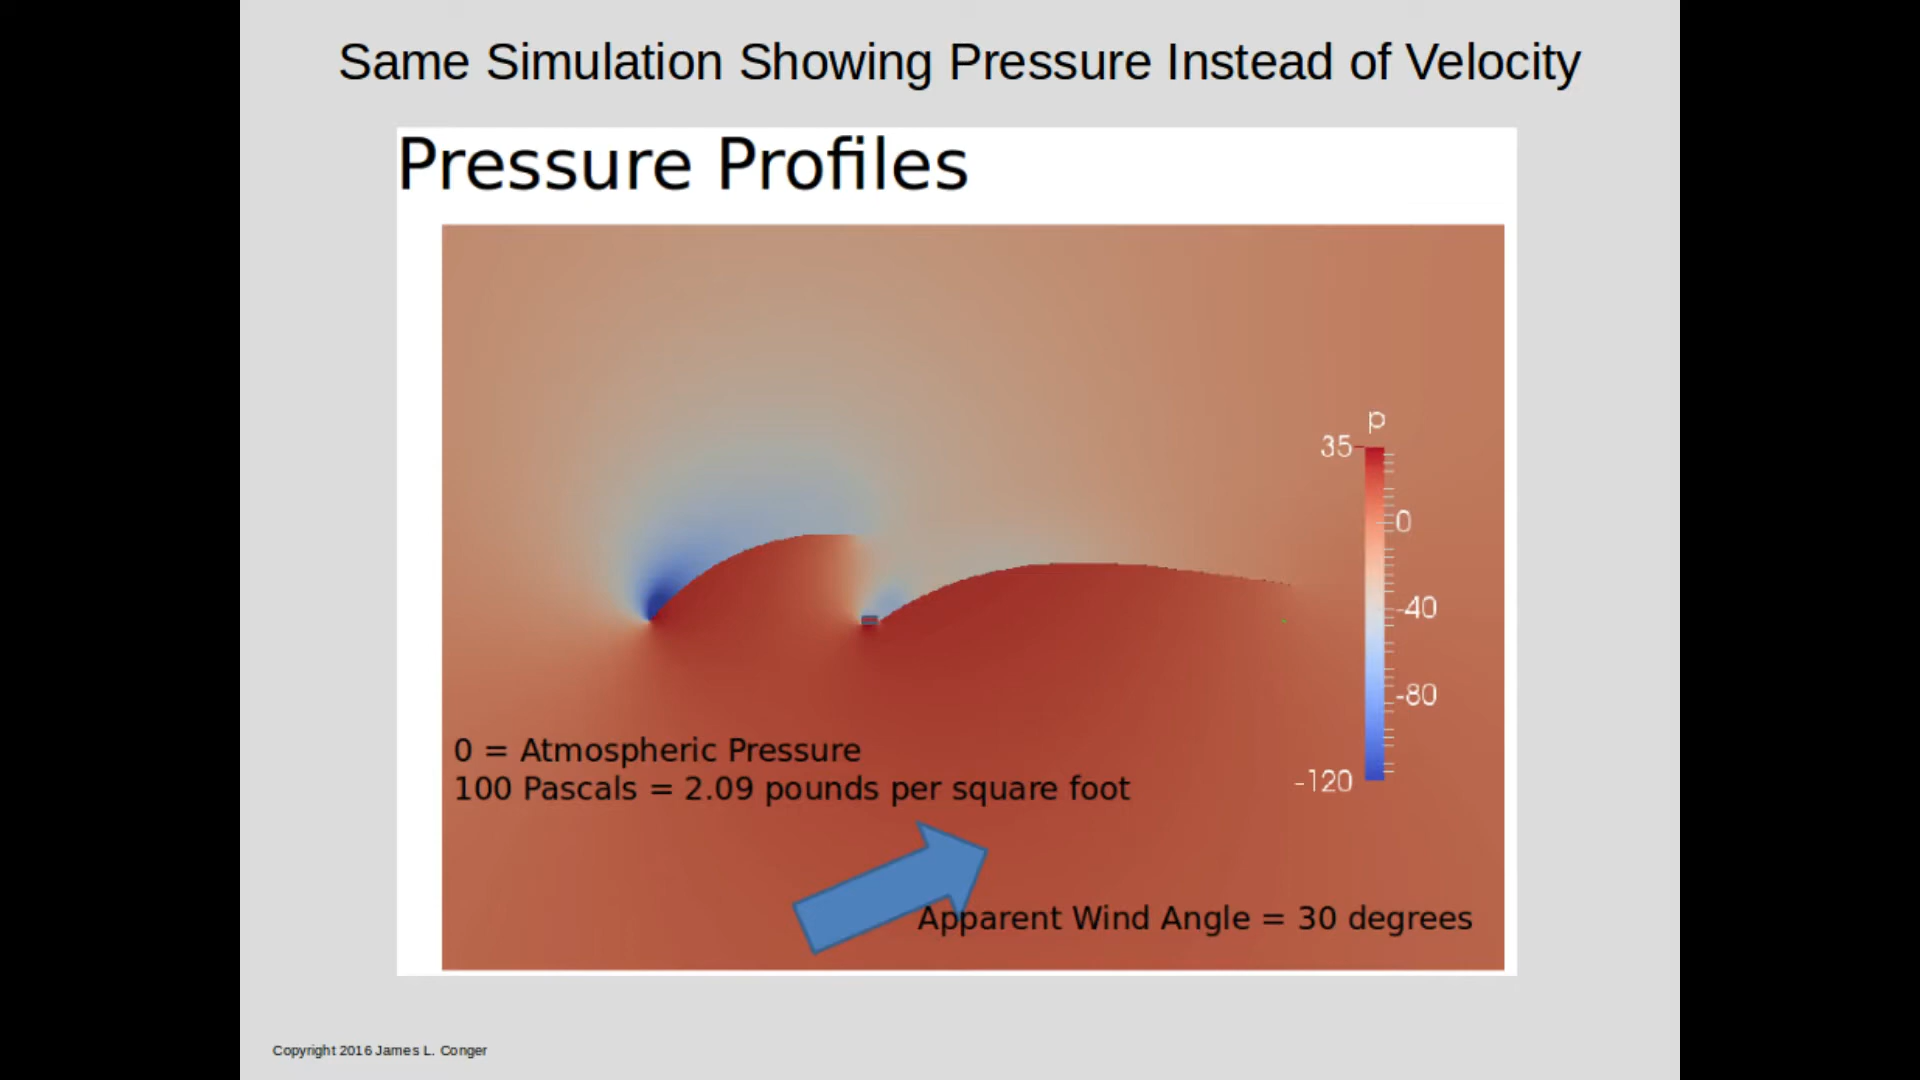 Same Simulation Showing Pressure Instead of Velocity
Pressure Profiles
p
35
0
-40
-80
-120
0 = Atmospheric Pressure
100 Pascals = 2.09 pounds per square foot
Apparent Wind Angle = 30 degrees
Copyright 2016 James L. Conger